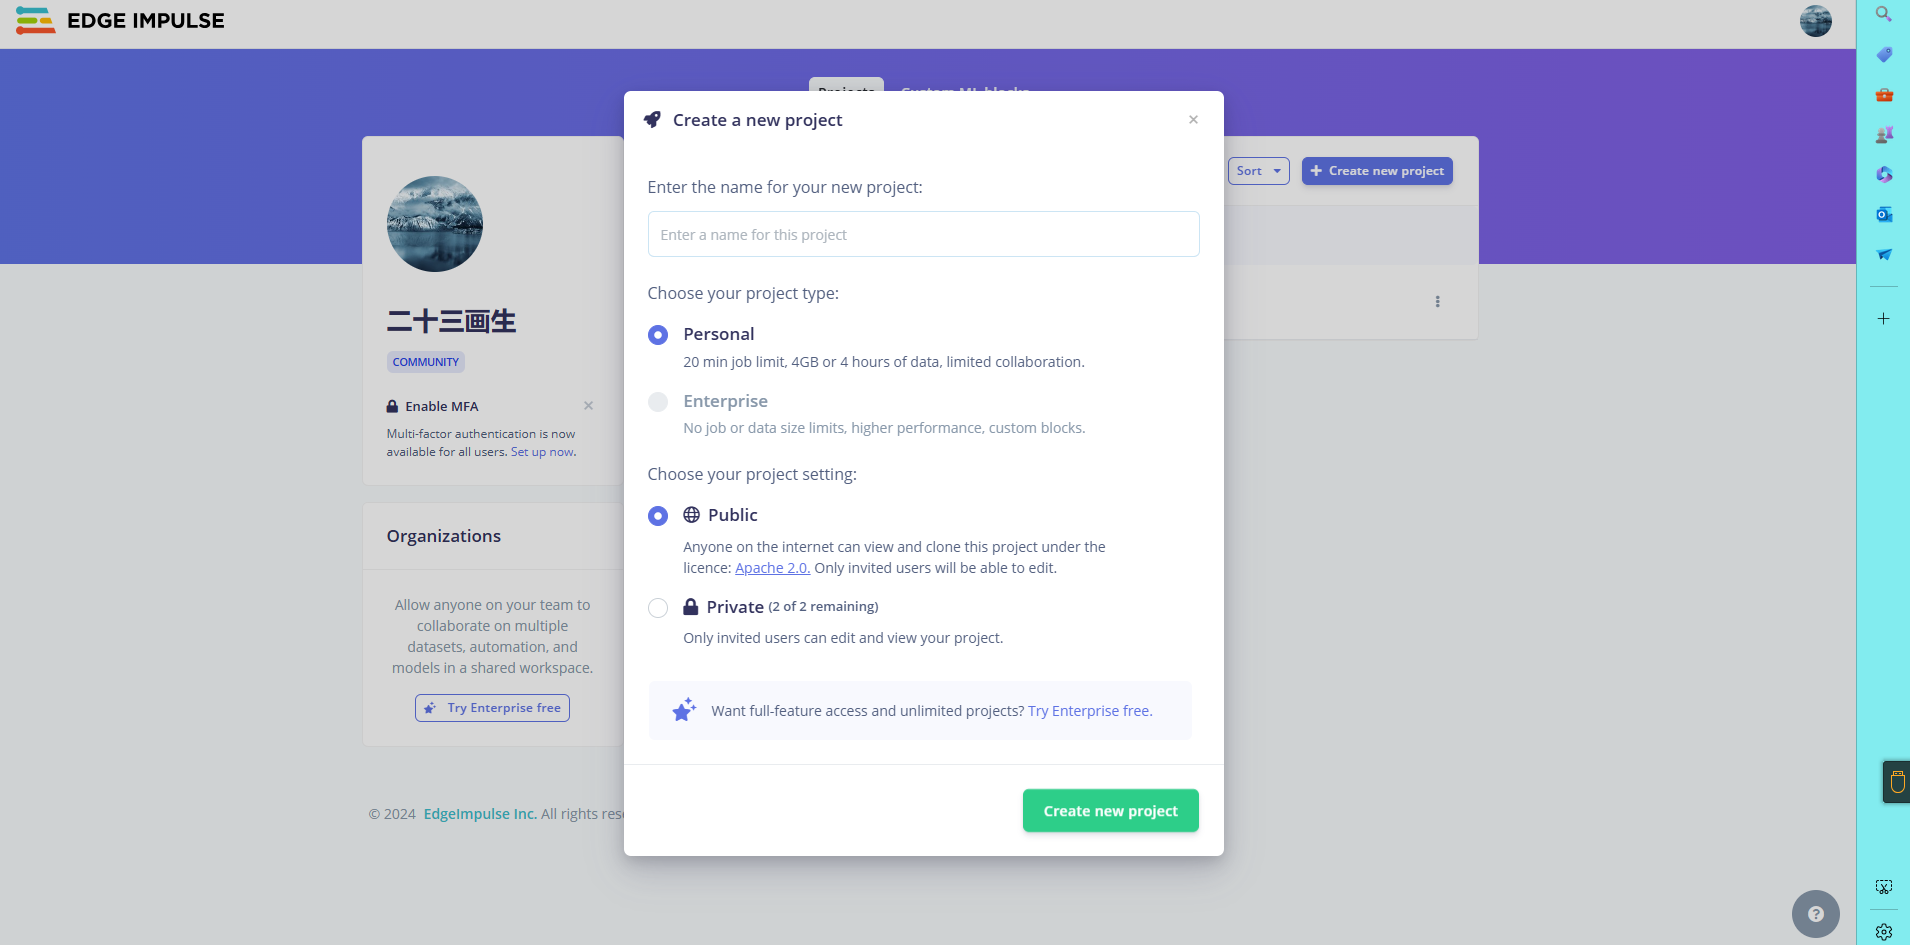 EDGE IMPULSE
Projects
Custom ML blocks
二十三画生
COMMUNITY
Enable MFA
Multi-factor authentication is now
available for all users. Set up now.
Organizations
Allow anyone on your team to
collaborate on multiple
datasets, automation, and
models in a shared workspace.
Try Enterprise free
© 2024 EdgeImpulse Inc. All rights rese
Create a new project
Enter the name for your new project:
Enter a name for this project
Choose your project type:
Personal
20 min job limit, 4GB or 4 hours of data, limited collaboration.
Enterprise
No job or data size limits, higher performance, custom blocks.
Choose your project setting:
Public
Anyone on the internet can view and clone this project under the
licence: Apache 2.0. Only invited users will be able to edit.
Private (2 of 2 remaining)
Only invited users can edit and view your project.
Want full-feature access and unlimited projects? Try Enterprise free.
Create new project
Sort
Create new project